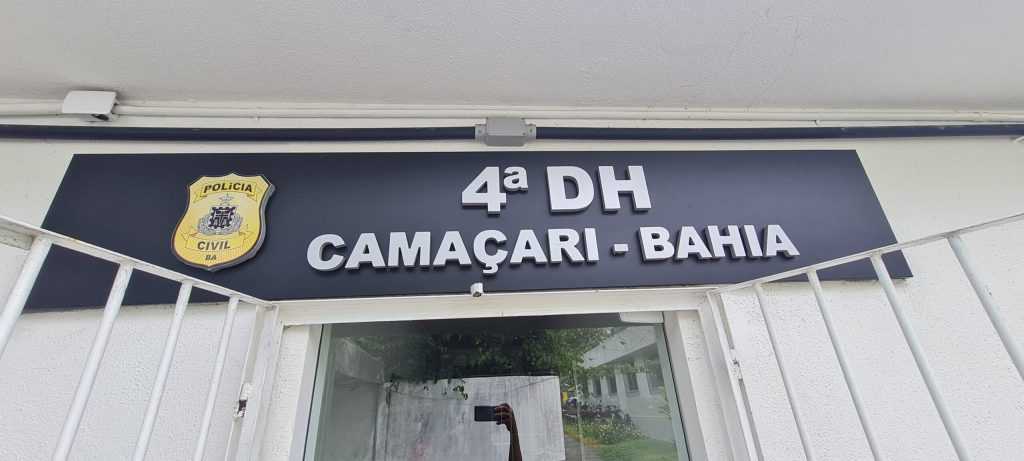 POLÍCIA
CIVIL
BA
4ª DH
CAMAÇARI - BAHIA